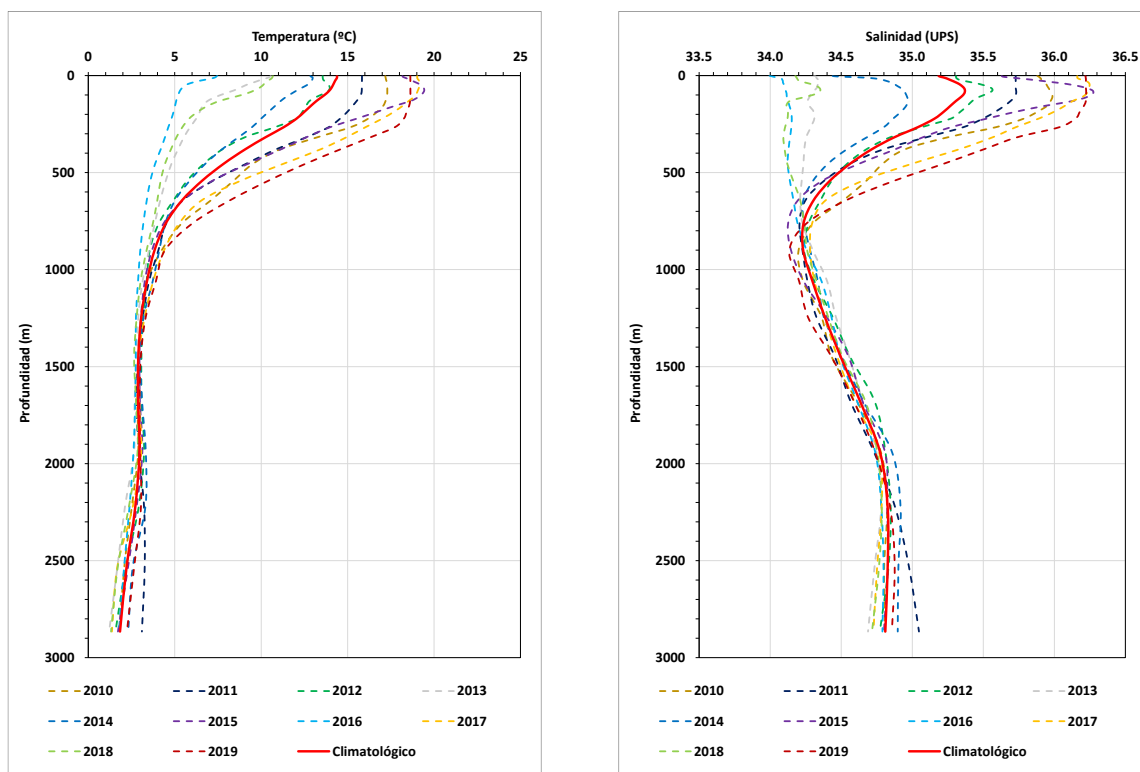 Temperatura (ºC)
0 5 10 15 20 25
0
500
1000
1500
2000
2500
3000
Profundidad (m)
2010 2011 2012 2013
2014 2015 2016 2017
2018 2019 Climatológico
Salinidad (UPS)
33.5 34.0 34.5 35.0 35.5 36.0 36.5
0
500
1000
1500
2000
2500
3000
Profundidad (m)
2010 2011 2012 2013
2014 2015 2016 2017
2018 2019 Climatológico